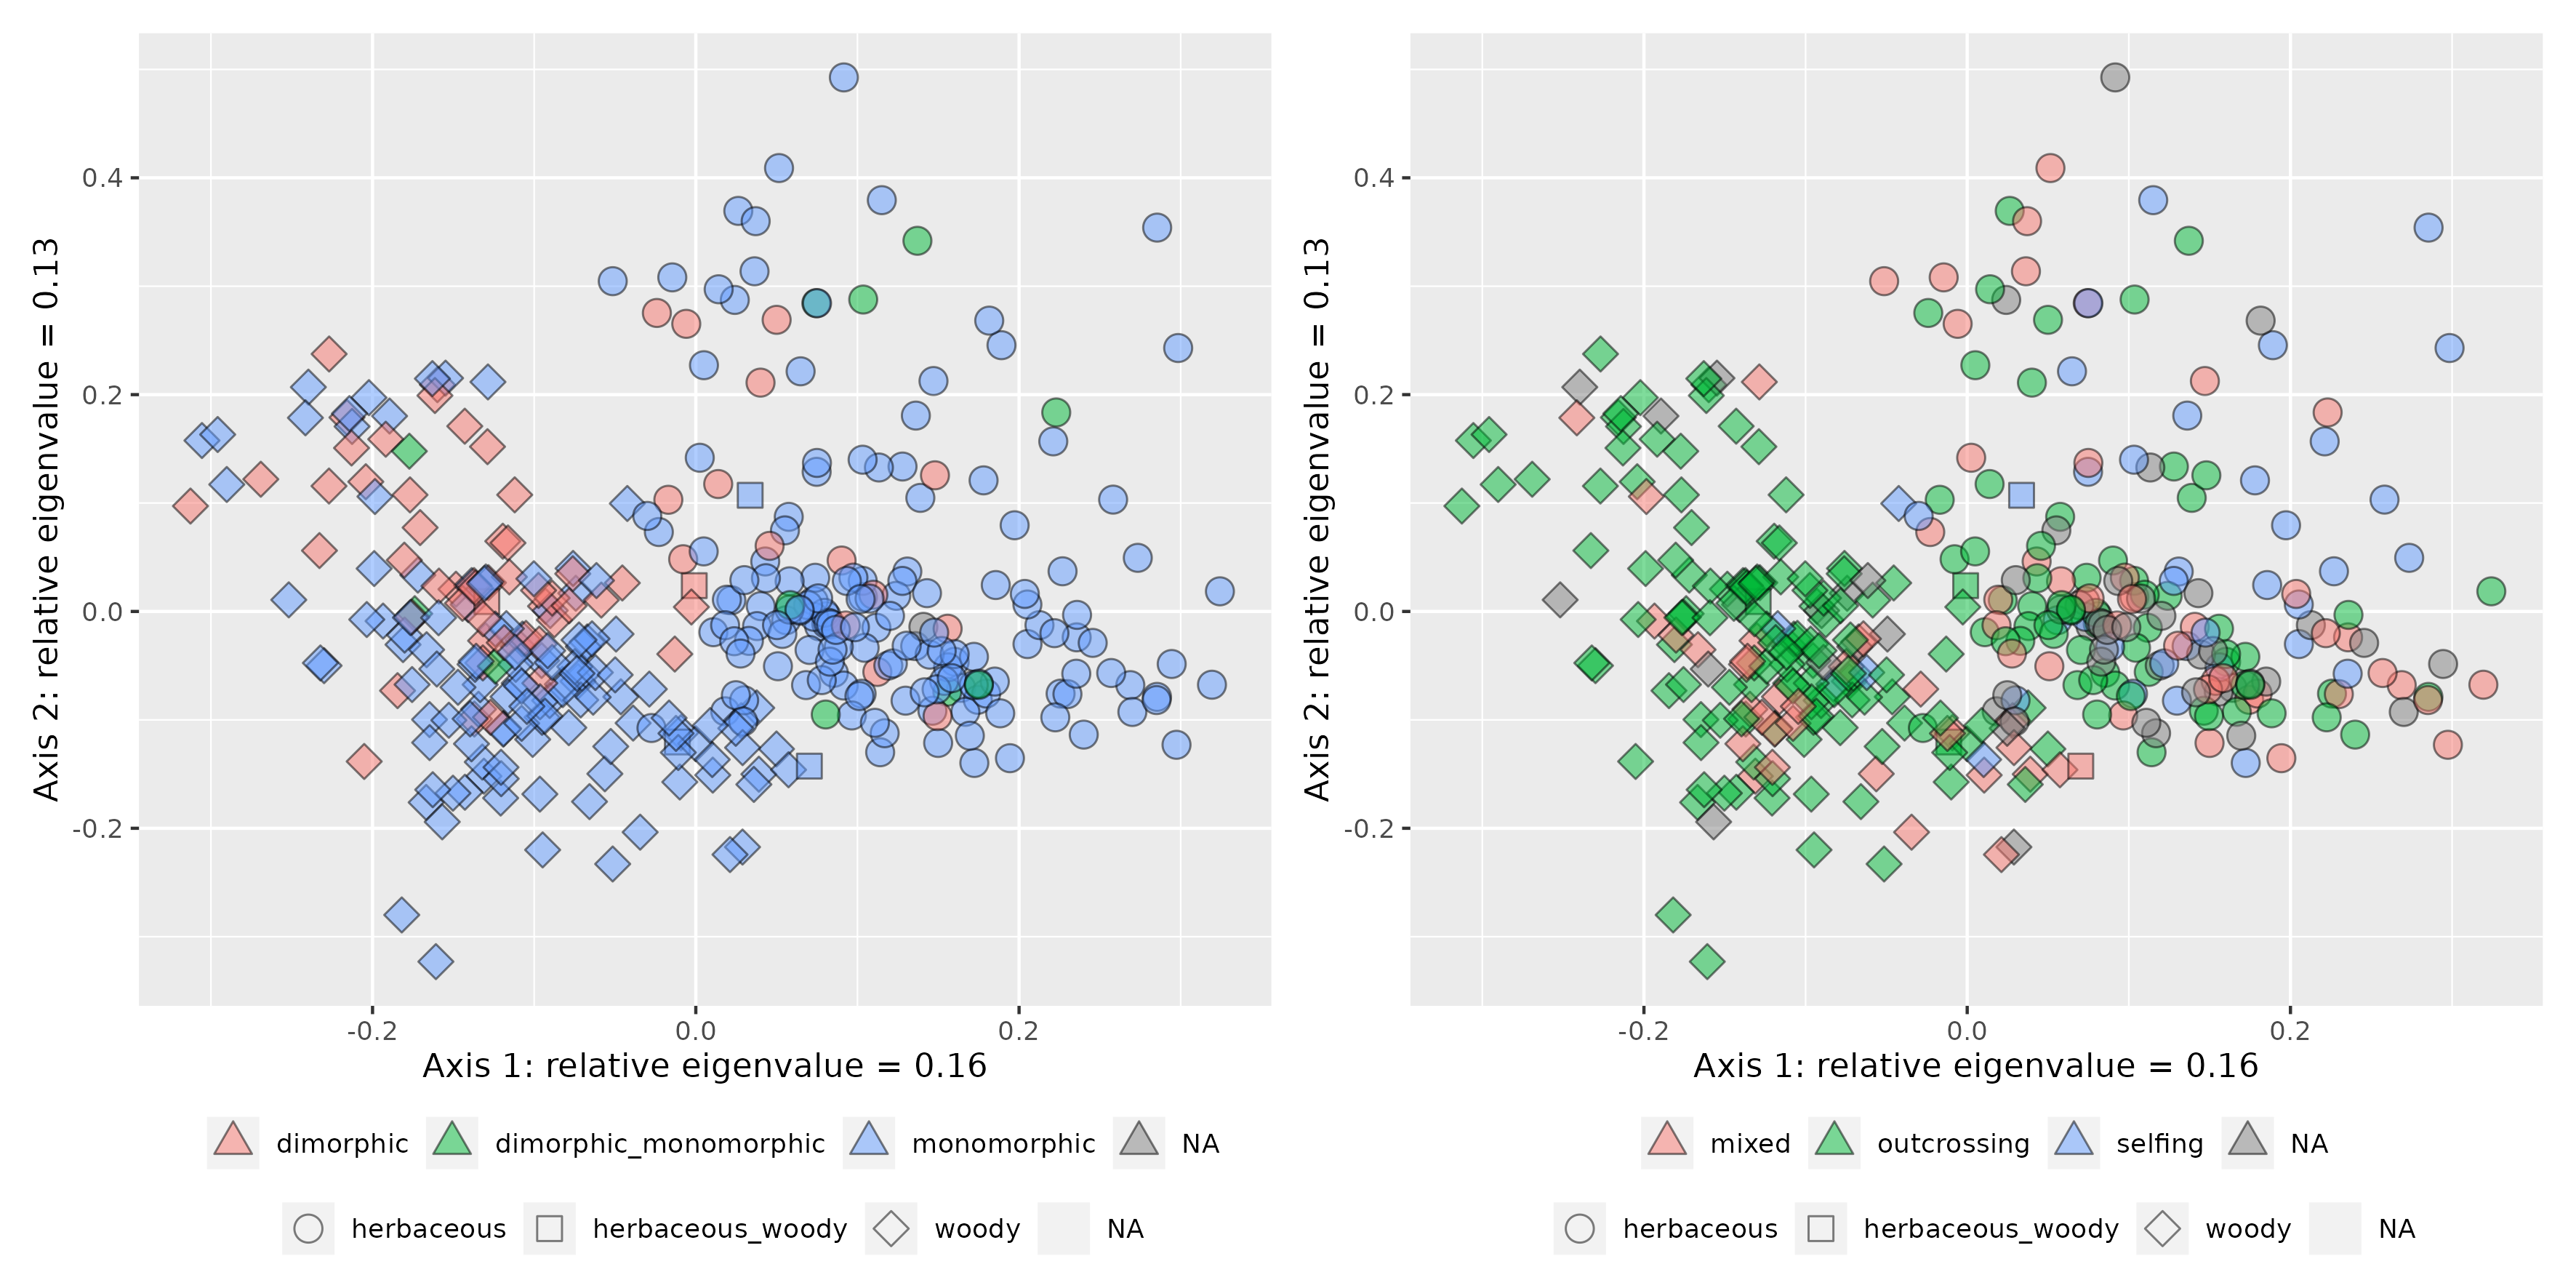 Axis 2: relative eigenvalue = 0.13
0.4
0.2
0.0
-0.2
-0.2 0.0 0.2
Axis 1: relative eigenvalue = 0.16
dimorphic dimorphic_monomorphic monomorphic NA
herbaceous herbaceous_woody woody NA
Axis 2: relative eigenvalue = 0.13
0.4
0.2
0.0
-0.2
-0.2 0.0 0.2
Axis 1: relative eigenvalue = 0.16
mixed outcrossing selfing NA
herbaceous herbaceous_woody woody NA